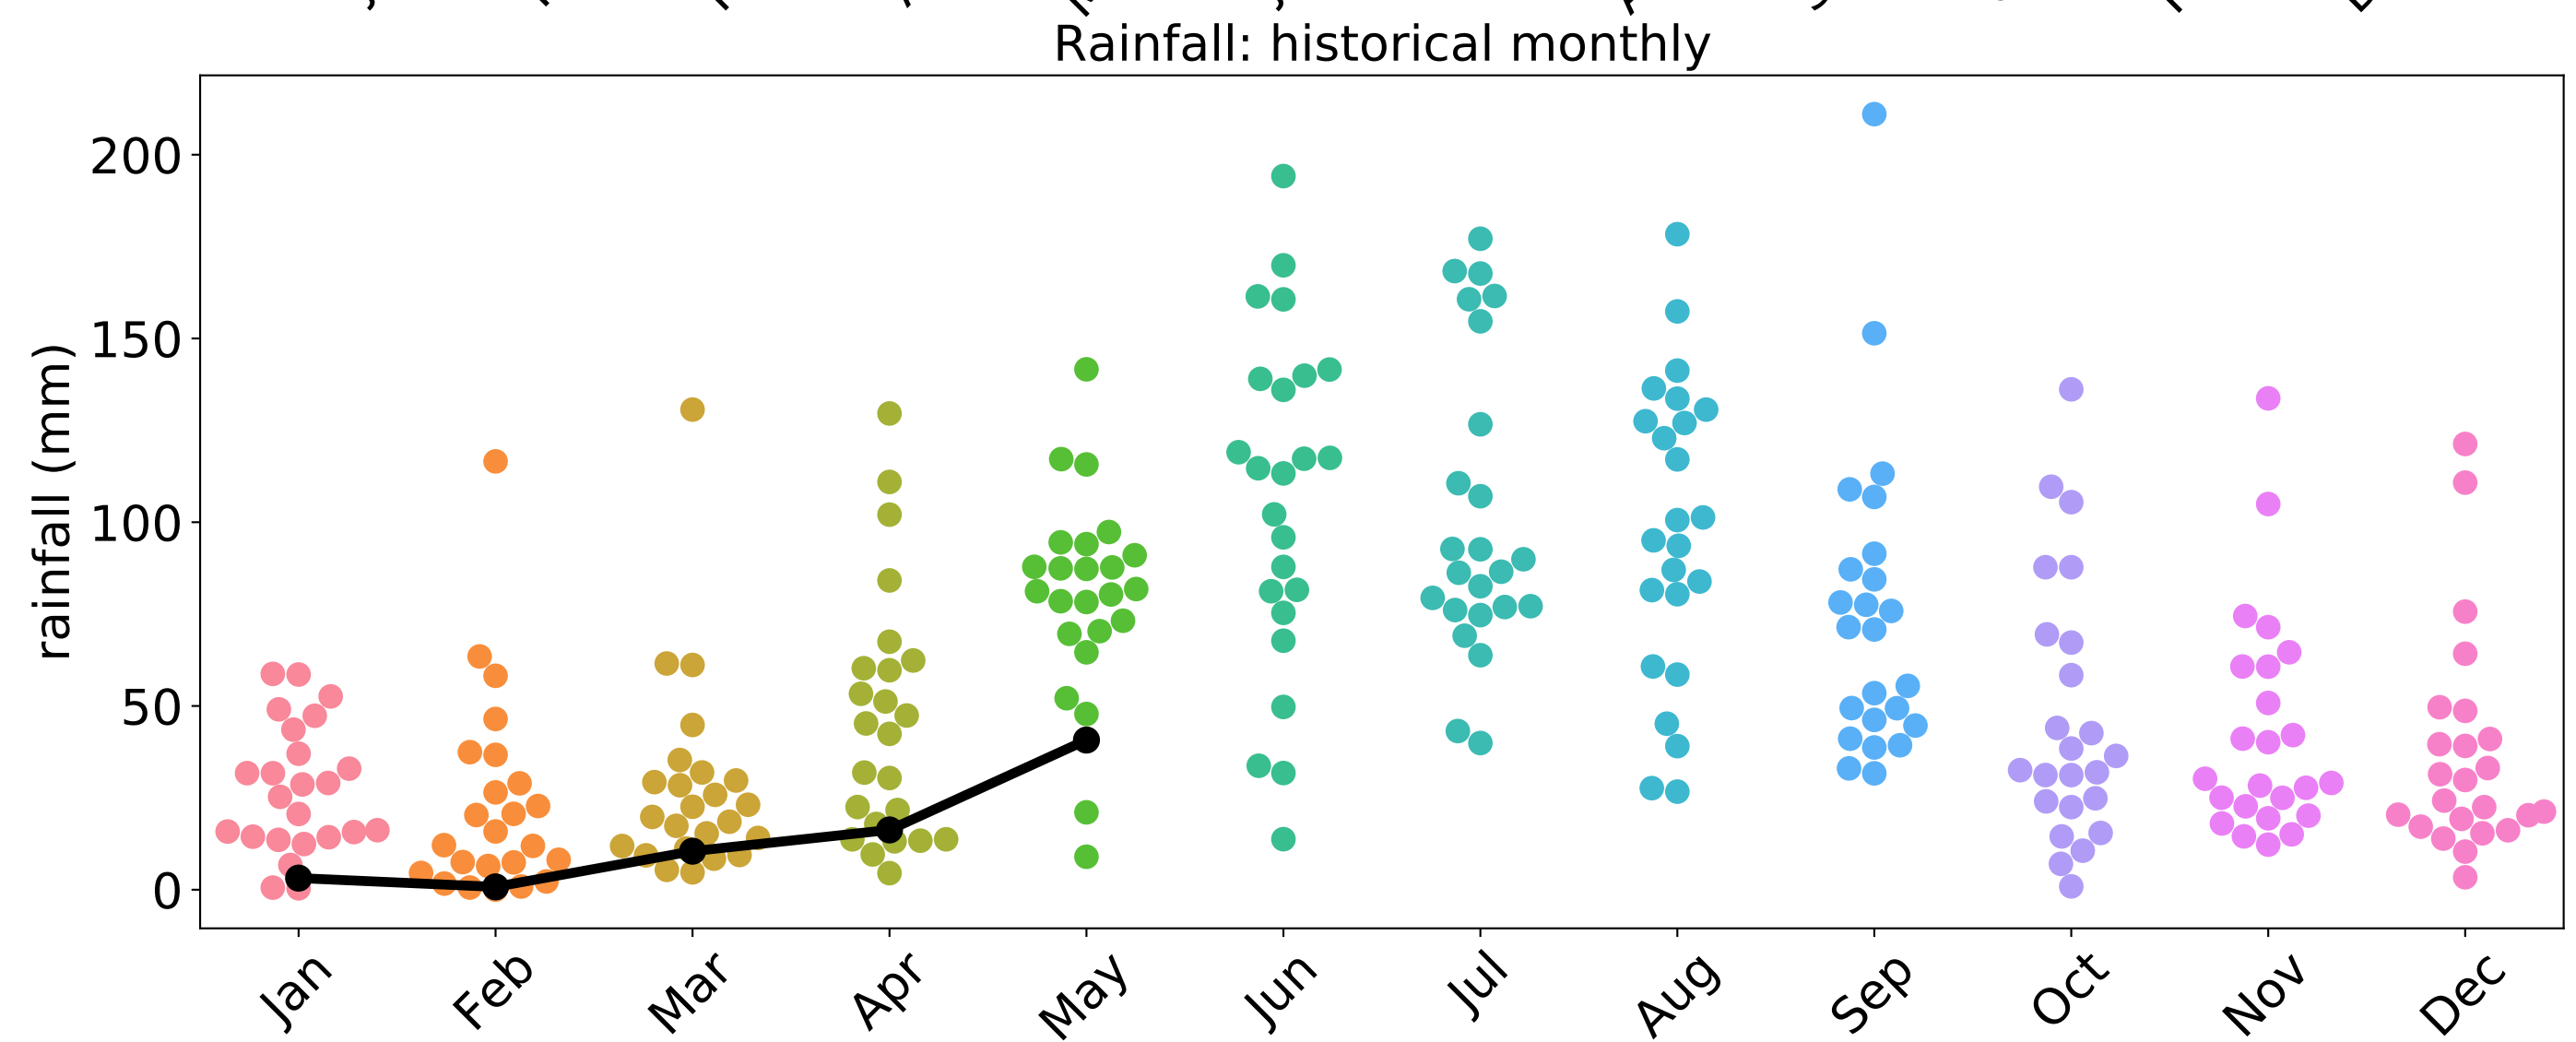 Rainfall: historical monthly
rainfall (mm)
200
150
100
50
0
Jan
Feb
Mar
Apr
May
Jun
Jul
Aug
Sep
Oct
Nov
Dec